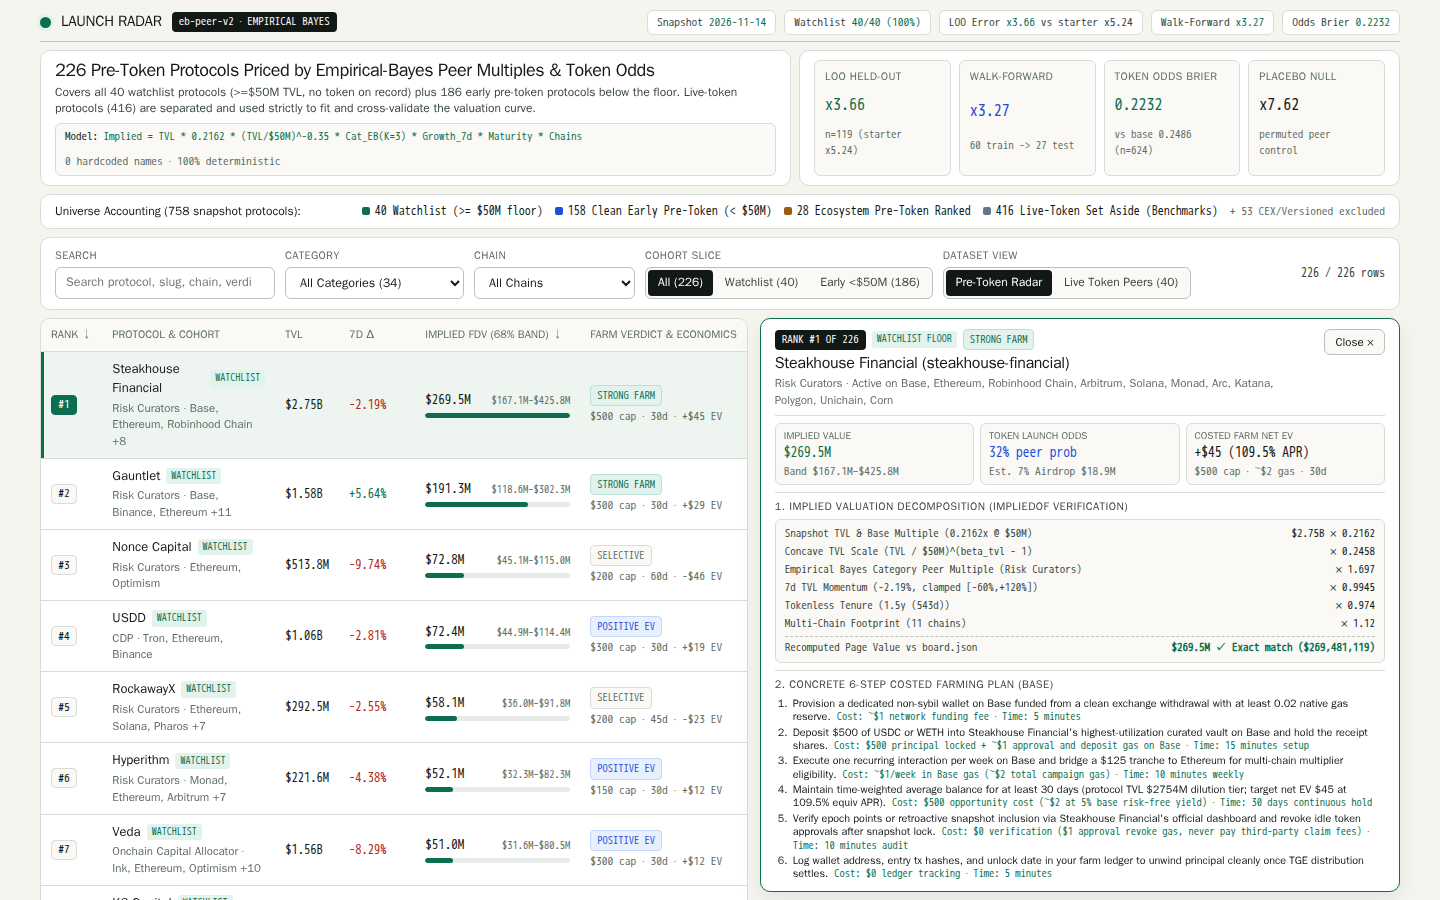 LAUNCH RADAR eb-peer-v2 · EMPIRICAL BAYES Snapshot 2026-11-14 Watchlist 40/40 (100%) LOO Error x3.66 vs starter x5.24 Walk-Forward x3.27 Odds Brier 0.2232
226 Pre-Token Protocols Priced by Empirical-Bayes Peer Multiples & Token Odds
Covers all 40 watchlist protocols (>=$50M TVL, no token on record) plus 186 early pre-token protocols below the floor. Live-token
protocols (416) are separated and used strictly to fit and cross-validate the valuation curve.
Model: Implied = TVL * 0.2162 * (TVL/$50M)^-0.35 * Cat_EB(K=3) * Growth_7d * Maturity * Chains
0 hardcoded names · 100% deterministic
LOO HELD-OUT
x3.66
n=119 (starter
x5.24)
WALK-FORWARD
x3.27
60 train -> 27 test
TOKEN ODDS BRIER
0.2232
vs base 0.2486
(n=624)
PLACEBO NULL
x7.62
permuted peer
control
Universe Accounting (758 snapshot protocols): 40 Watchlist (>= $50M floor) 158 Clean Early Pre-Token (< $50M) 28 Ecosystem Pre-Token Ranked 416 Live-Token Set Aside (Benchmarks) + 53 CEX/Versioned excluded
SEARCH CATEGORY CHAIN COHORT SLICE DATASET VIEW
Search protocol, slug, chain, verdi All Categories (34) All Chains All (226) Watchlist (40) Early <$50M (186) Pre-Token Radar Live Token Peers (40) 226 / 226 rows
RANK ↓ PROTOCOL & COHORT TVL 7D Δ IMPLIED FDV (68% BAND) ↓ FARM VERDICT & ECONOMICS
#1
Steakhouse
Financial WATCHLIST
Risk Curators · Base,
Ethereum, Robinhood Chain
+8
$2.75B -2.19% $269.5M $167.1M–$425.8M
STRONG FARM
$500 cap · 30d · +$45 EV
#2
Gauntlet WATCHLIST
Risk Curators · Base,
Binance, Ethereum +11
$1.58B +5.64% $191.3M $118.6M–$302.3M
STRONG FARM
$300 cap · 30d · +$29 EV
#3
Nonce Capital WATCHLIST
Risk Curators · Ethereum,
Optimism
$513.8M -9.74% $72.8M $45.1M–$115.0M
SELECTIVE
$200 cap · 60d · -$46 EV
#4
USDD WATCHLIST
CDP · Tron, Ethereum,
Binance
$1.06B -2.81% $72.4M $44.9M–$114.4M
POSITIVE EV
$300 cap · 30d · +$19 EV
#5
RockawayX WATCHLIST
Risk Curators · Ethereum,
Solana, Pharos +7
$292.5M -2.55% $58.1M $36.0M–$91.8M
SELECTIVE
$200 cap · 45d · -$23 EV
#6
Hyperithm WATCHLIST
Risk Curators · Monad,
Ethereum, Arbitrum +7
$221.6M -4.38% $52.1M $32.3M–$82.3M
POSITIVE EV
$150 cap · 30d · +$12 EV
#7
Veda WATCHLIST
Onchain Capital Allocator ·
Ink, Ethereum, Optimism +10
$1.56B -8.29% $51.0M $31.6M–$80.5M
POSITIVE EV
$300 cap · 30d · +$12 EV
RANK #1 OF 226 WATCHLIST FLOOR STRONG FARM Close ×
Steakhouse Financial (steakhouse-financial)
Risk Curators · Active on Base, Ethereum, Robinhood Chain, Arbitrum, Solana, Monad, Arc, Katana,
Polygon, Unichain, Corn
IMPLIED VALUE
$269.5M
Band $167.1M–$425.8M
TOKEN LAUNCH ODDS
32% peer prob
Est. 7% Airdrop $18.9M
COSTED FARM NET EV
+$45 (109.5% APR)
$500 cap · ~$2 gas · 30d
1. IMPLIED VALUATION DECOMPOSITION (IMPLIEDOF VERIFICATION)
Snapshot TVL & Base Multiple (0.2162x @ $50M) $2.75B × 0.2162
Concave TVL Scale (TVL / $50M)^(beta_tvl - 1) × 0.2458
Empirical Bayes Category Peer Multiple (Risk Curators) × 1.697
7d TVL Momentum (-2.19%, clamped [-60%,+120%]) × 0.9945
Tokenless Tenure (1.5y (543d)) × 0.974
Multi-Chain Footprint (11 chains) × 1.12
Recomputed Page Value vs board.json $269.5M ✓ Exact match ($269,481,119)
2. CONCRETE 6-STEP COSTED FARMING PLAN (BASE)
1. Provision a dedicated non-sybil wallet on Base funded from a clean exchange withdrawal with at least 0.02 native gas
reserve. Cost: ~$1 network funding fee · Time: 5 minutes
2. Deposit $500 of USDC or WETH into Steakhouse Financial's highest-utilization curated vault on Base and hold the receipt
shares. Cost: $500 principal locked + ~$1 approval and deposit gas on Base · Time: 15 minutes setup
3. Execute one recurring interaction per week on Base and bridge a $125 tranche to Ethereum for multi-chain multiplier
eligibility. Cost: ~$1/week in Base gas (~$2 total campaign gas) · Time: 10 minutes weekly
4. Maintain time-weighted average balance for at least 30 days (protocol TVL $2754M dilution tier; target net EV $45 at
109.5% equiv APR). Cost: $500 opportunity cost (~$2 at 5% base risk-free yield) · Time: 30 days continuous hold
5. Verify epoch points or retroactive snapshot inclusion via Steakhouse Financial's official dashboard and revoke idle token
approvals after snapshot lock. Cost: $0 verification ($1 approval revoke gas, never pay third-party claim fees) ·
Time: 10 minutes audit
6. Log wallet address, entry tx hashes, and unlock date in your farm ledger to unwind principal cleanly once TGE distribution
settles. Cost: $0 ledger tracking · Time: 5 minutes